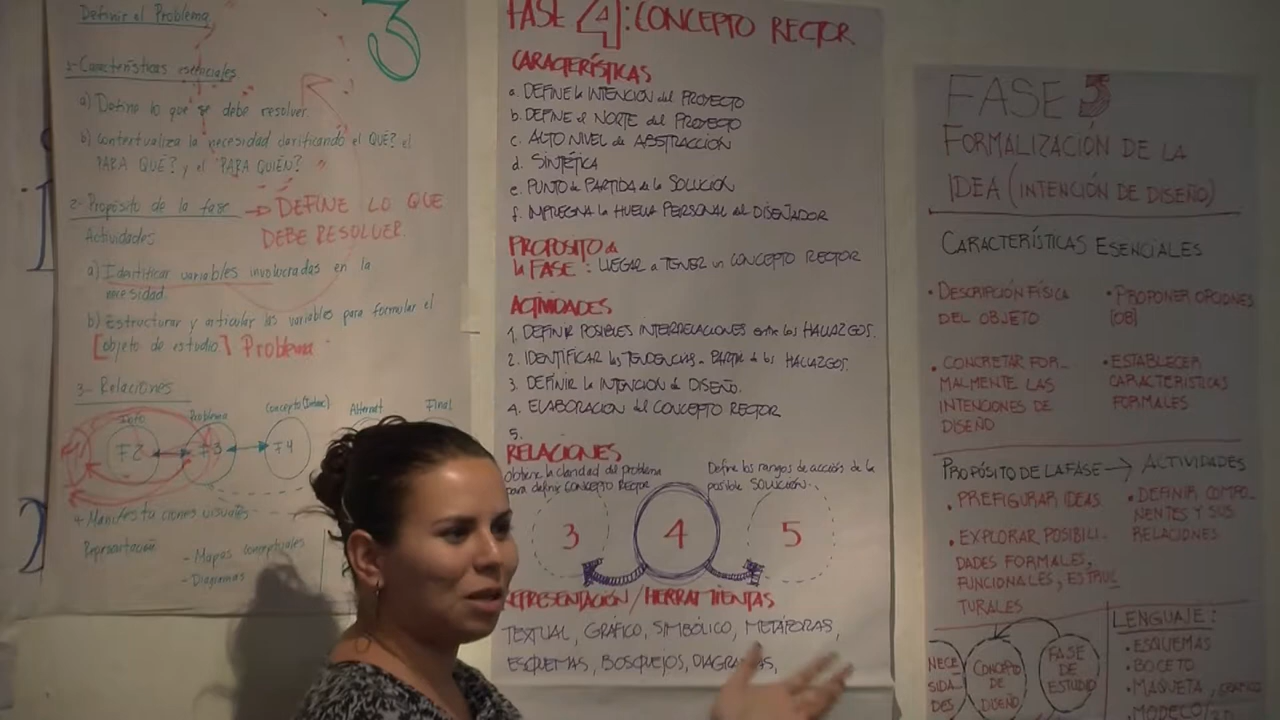 3
Definir el Problema
1-Características esenciales
a) Define lo que se debe resolver
b) Contextualiza la necesidad clarificando el QUÉ? el
PARA QUÉ? y el "PARA QUIÉN?"
2- Propósito de la fase → DEFINE LO QUE
DEBE RESOLVER.
Actividades
a) Identificar variables involucradas en la
necesidad.
b) Estructurar y articular las variables para formular el
[objeto de estudio.] Problema
3- Relaciones
Info Problema Concepto (Intenc) Alternat Final
F2 F3 F4
4 Manifestaciones visuales
Representación
- Mapas conceptuales
- Diagramas
FASE 4: CONCEPTO RECTOR
CARACTERÍSTICAS
a. DEFINE la INTENCIÓN del PROYECTO
b. DEFINE el NORTE del PROYECTO
c. ALTO NIVEL de ABSTRACCIÓN
d. SINTÉTICA
e. PUNTO de PARTIDA de la SOLUCIÓN
f. IMPREGNA la HUELLA PERSONAL del DISEÑADOR
PROPÓSITO de
la FASE : LLEGAR a TENER un CONCEPTO RECTOR
ACTIVIDADES
1. DEFINIR POSIBLES INTERRELACIONES entre los HALLAZGOS.
2. IDENTIFICAR las TENDENCIAS a PARTIR de los HALLAZGOS.
3. DEFINIR la INTENCIÓN de DISEÑO.
4. ELABORACION del CONCEPTO RECTOR
5.
RELACIONES
Obtiene la claridad del problema
para definir CONCEPTO RECTOR
Define los rangos de acción de la
posible SOLUCIÓN.
3 4 5
REPRESENTACIÓN / HERRAMIENTAS
TEXTUAL, GRÁFICO, SIMBÓLICO, METÁFORAS,
ESQUEMAS, BOSQUEJOS, DIAGRAMAS,
FASE 5
FORMALIZACIÓN DE LA
IDEA (INTENCIÓN DE DISEÑO)
CARACTERÍSTICAS ESENCIALES
• DESCRIPCIÓN FÍSICA
DEL OBJETO
• PROPONER OPCIONES
[OB]
• CONCRETAR FOR-
MALMENTE LAS
INTENCIONES DE
DISEÑO
• ESTABLECER
CARACTERÍSTICAS
FORMALES
PROPÓSITO DE LA FASE → ACTIVIDADES
• PREFIGURAR IDEAS
• EXPLORAR POSIBILI-
DADES FORMALES,
FUNCIONALES, ESTRUC
TURALES
• DEFINIR COMPO-
NENTES Y SUS
RELACIONES
NECE
SIDA-
DES
CONCEPTO
DE
DISEÑO
FASE
DE
ESTUDIO
LENGUAJE:
• ESQUEMAS
• BOCETO
• MAQUETA, GRÁFICO
• MODELO/